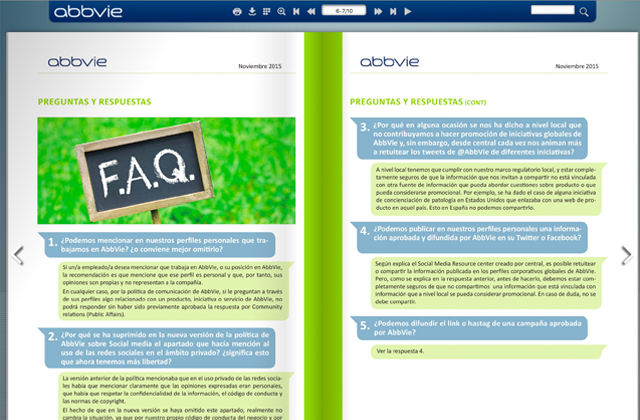 abbvie
6-7/10
abbvie
Noviembre 2015
PREGUNTAS Y RESPUESTAS
F.A.Q.
1. ¿Podemos mencionar en nuestros perfiles personales que tra-
bajamos en AbbVie? ¿o conviene mejor omitirlo?
Si un/a empleado/a desea mencionar que trabaja en AbbVie, o su posición en AbbVie,
la recomendación es mencionar que ese perfil es personal y que, por tanto, sus
opiniones son propias y no representan a la compañía.
En cualquier caso, por la política de comunicación de AbbVie, si le preguntan a través
de sus perfiles algo relacionado con un producto, iniciativa o servicio de AbbVie, no
podrá responder sin haber sido previamente aprobada la respuesta por Community
relations (Public Affairs).
2. ¿Por qué se ha suprimido en la nueva versión de la política de
AbbVie sobre Social media el apartado que hacía mención al
uso de las redes sociales en el ámbito privado? ¿significa esto
que ahora tenemos más libertad?
La versión anterior de la política mencionaba que en el uso privado de las redes socia-
les había que mencionar claramente que las opiniones expresadas eran personales,
que había que respetar la confidencialidad de la información, el código de conducta y
las normas de copyright.
El hecho de que en la nueva versión se haya omitido este apartado, realmente no
cambia la situación, ya que por nuestro propio código de conducta del negocio y por
abbvie
Noviembre 2015
PREGUNTAS Y RESPUESTAS (CONT)
3. ¿Por qué en alguna ocasión se nos ha dicho a nivel local que
no contribuyamos a hacer promoción de iniciativas globales de
AbbVie y, sin embargo, desde central cada vez nos animan más
a retuitear los tweets de @AbbVie de diferentes iniciativas?
A nivel local tenemos que cumplir con nuestro marco regulatorio local, y estar comple-
tamente seguros de que la información que nos invitan a compartir no está vinculada
con otra fuente de información que pueda abordar cuestiones sobre producto o que
pueda considerarse promocional. Por ejemplo, se ha dado el caso de alguna iniciativa
de concienciación de patología en Estados Unidos que enlazaba con una web de pro-
ducto en aquel país. Esto en España no podemos compartirlo.
4. ¿Podemos publicar en nuestros perfiles personales una informa-
ción aprobada y difundida por AbbVie en su Twitter o Facebook?
Según explica el Social Media Resource center creado por central, es posible retuitear
o compartir la información publicada en los perfiles corporativos globales de AbbVie.
Pero, como se explica en la respuesta anterior, antes de hacerlo, debemos estar com-
pletamente seguros de que no compartimos una información que está vinculada con
información que a nivel local se pueda considerar promocional. En caso de duda, no se
debe compartir.
5. ¿Podemos difundir el link o hastag de una campaña aprobada
por AbbVie?
Ver la respuesta 4.